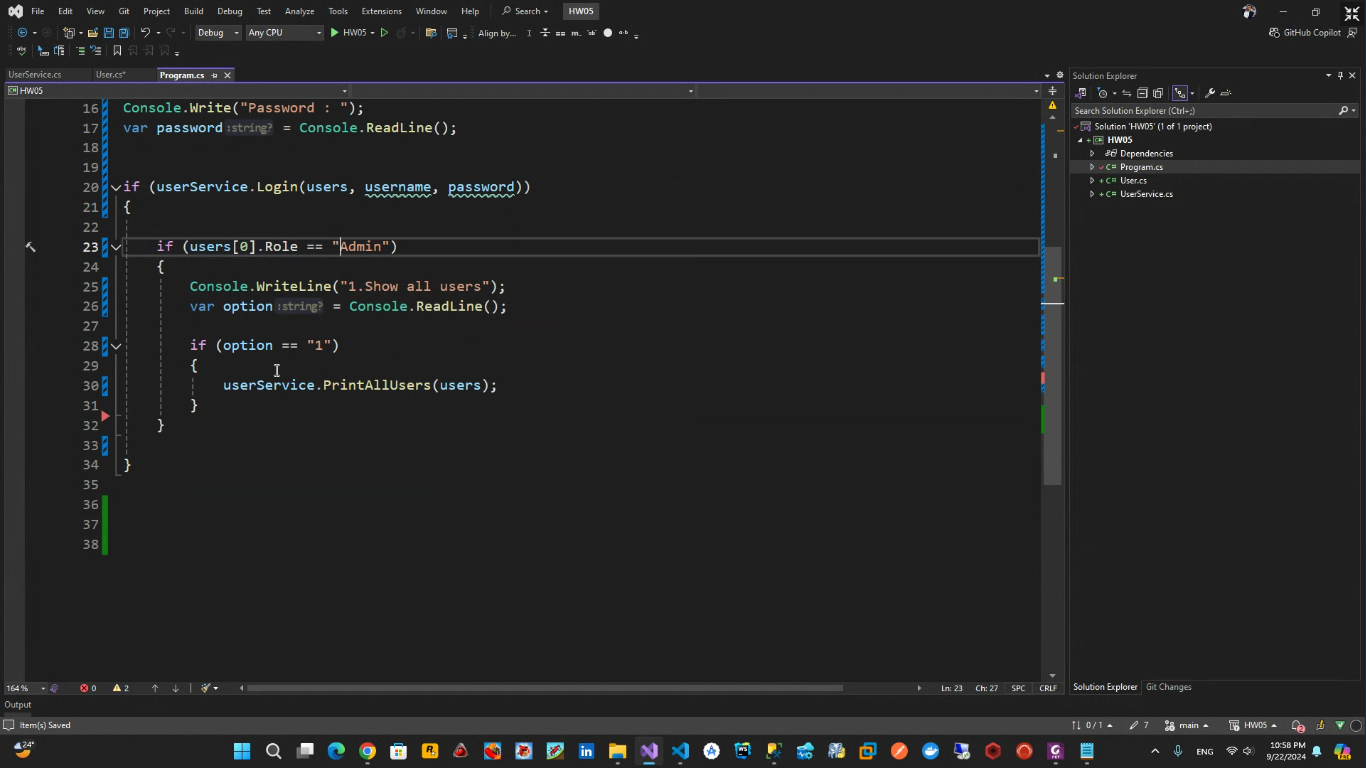 File Edit View Git Project Build Debug Test Analyze Tools Extensions Window Help Search HW05
GitHub Copilot
Debug Any CPU HW05 Align by...
UserService.cs User.cs* Program.cs
HW05
16 Console.Write("Password : ");
17 var password :string? = Console.ReadLine();
18
19
20 if (userService.Login(users, username, password))
21 {
22
23 if (users[0].Role == "Admin")
24 {
25 Console.WriteLine("1.Show all users");
26 var option :string? = Console.ReadLine();
27
28 if (option == "1")
29 {
30 userService.PrintAllUsers(users);
31 }
32 }
33
34 }
35
36
37
38
Solution Explorer
Search Solution Explorer (Ctrl+;)
Solution 'HW05' (1 of 1 project)
HW05
Dependencies
Program.cs
User.cs
UserService.cs
164 % 0 2 Ln: 23 Ch: 27 SPC CRLF
Solution Explorer Git Changes
Output
Item(s) Saved 0 / 1 7 main HW05 2
24° ENG 10:58 PM
9/22/2024